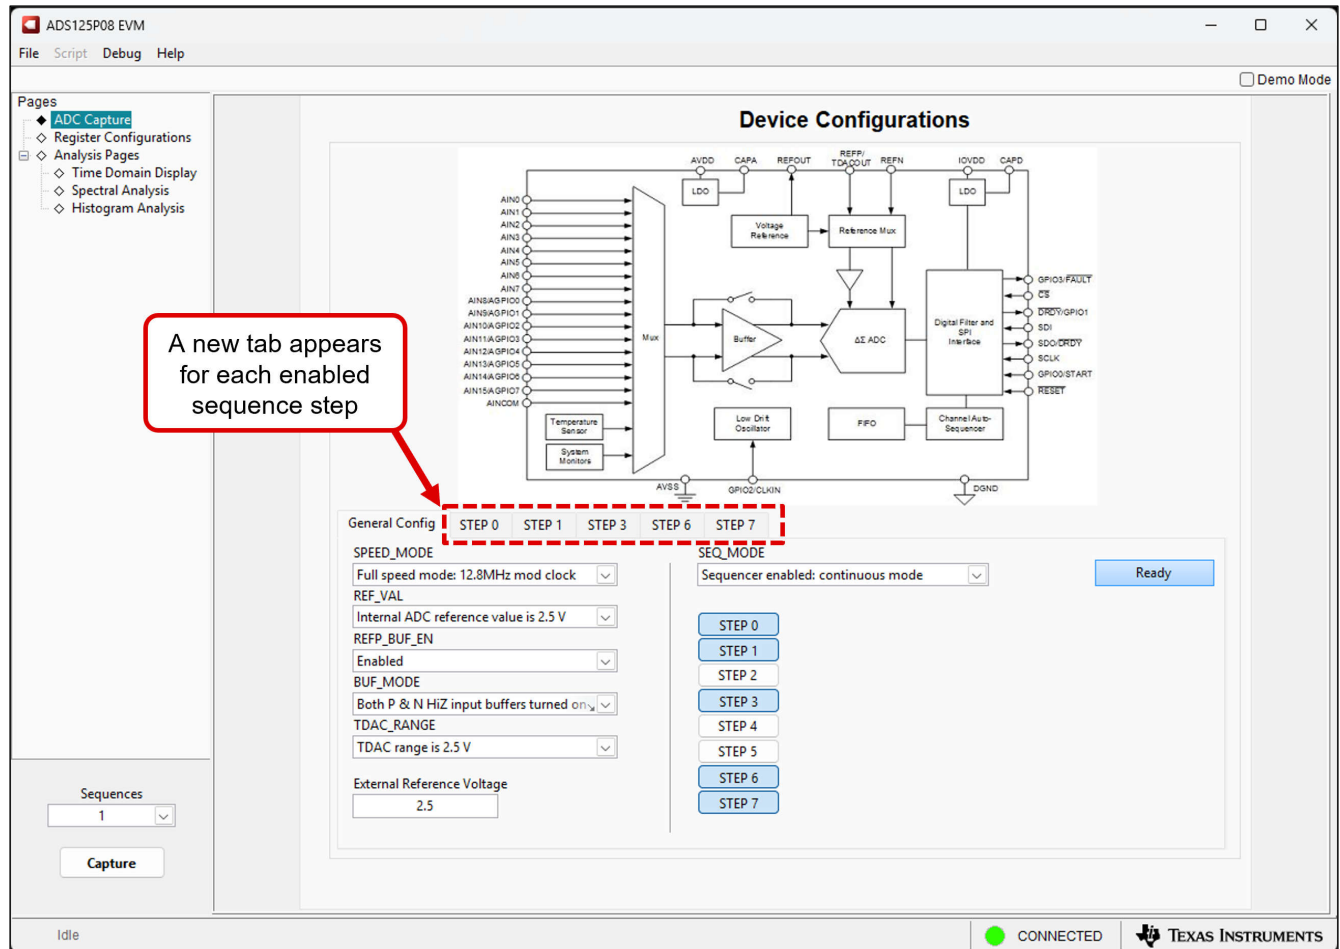 ADS125P08 EVM
File Script Debug Help
Demo Mode
Pages
ADC Capture
Register Configurations
Analysis Pages
Time Domain Display
Spectral Analysis
Histogram Analysis
Device Configurations
AVDD CAPA REFOUT REFP/ TDACOUT REFN IOVDD CAPD
LDO
LDO
AIN0
AIN1
AIN2
AIN3
AIN4
AIN5
AIN6
AIN7
AIN8/AGPIO0
AIN9/AGPIO1
AIN10/AGPIO2
AIN11/AGPIO3
AIN12/AGPIO4
AIN13/AGPIO5
AIN14/AGPIO6
AIN15/AGPIO7
AINCOM
Voltage
Reference
Reference Mux
Mux
Buffer
ΔΣ ADC
Digital Filter and
SPI
Interface
GPIO3/FAULT
CS
DRDY/GPIO1
SDI
SDO/DRDY
SCLK
GPIO0/START
RESET
Temperature
Sensor
System
Monitors
Low Drift
Oscillator
FIFO
Channel Auto-
Sequencer
AVSS
GPIO2/CLKIN
DGND
A new tab appears
for each enabled
sequence step
General Config STEP 0 STEP 1 STEP 3 STEP 6 STEP 7
SPEED_MODE
Full speed mode: 12.8MHz mod clock
REF_VAL
Internal ADC reference value is 2.5 V
REFP_BUF_EN
Enabled
BUF_MODE
Both P & N HiZ input buffers turned on
TDAC_RANGE
TDAC range is 2.5 V
External Reference Voltage
2.5
SEQ_MODE
Sequencer enabled: continuous mode
Ready
STEP 0
STEP 1
STEP 2
STEP 3
STEP 4
STEP 5
STEP 6
STEP 7
Sequences
1
Capture
Idle
CONNECTED
TEXAS INSTRUMENTS